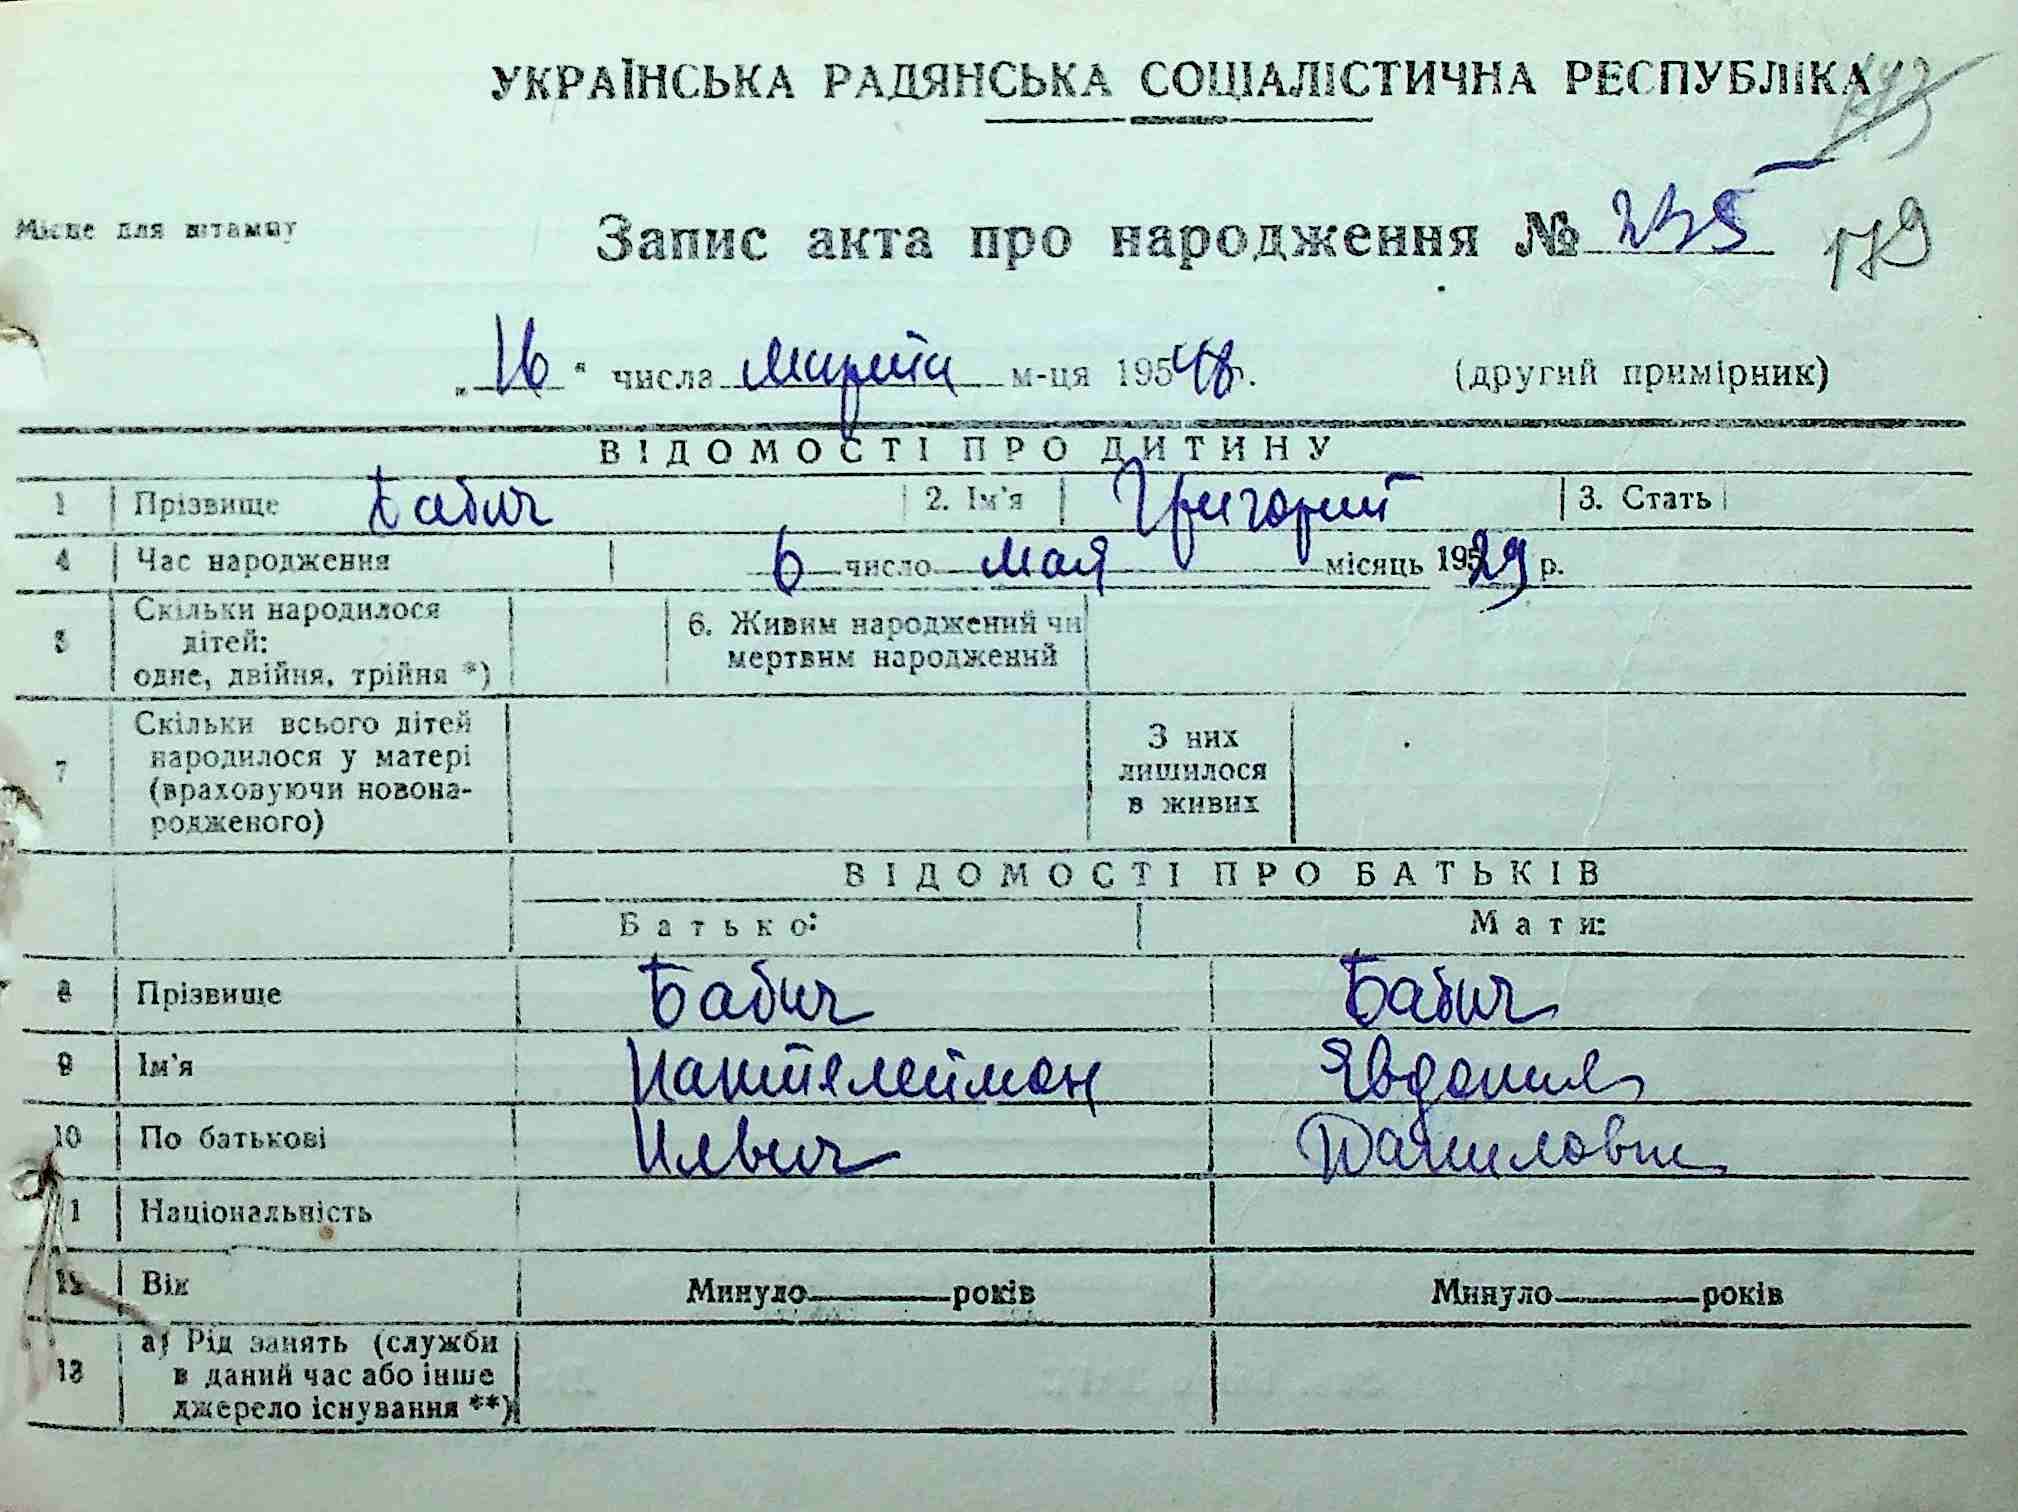 УКРАЇНСЬКА РАДЯНСЬКА СОЦІАЛІСТИЧНА РЕСПУБЛІКА
Місце для штампу
Запис акта про народження № 235 179
„16“ числа марта м-ця 1948 р. (другий примірник)
ВІДОМОСТІ ПРО ДИТИНУ
1 Прізвище Бабич 2. Ім'я Григорий 3. Стать
4 Час народження 6 число мая місяць 1929 р.
5 Скільки народилося дітей: одне, двійня, трійня *) 6. Живим народжений чи мертвим народжений
7 Скільки всього дітей народилося у матері (враховуючи новонародженого) З них лишилося в живих
ВІДОМОСТІ ПРО БАТЬКІВ
Батько: Мати:
8 Прізвище Бабич Бабич
9 Ім'я Пантелеймон Явдокия
10 По батькові Ильич Даниловна
11 Національність
12 Вік Минуло років Минуло років
13 а) Рід занять (служби в даний час або інше джерело існування **)